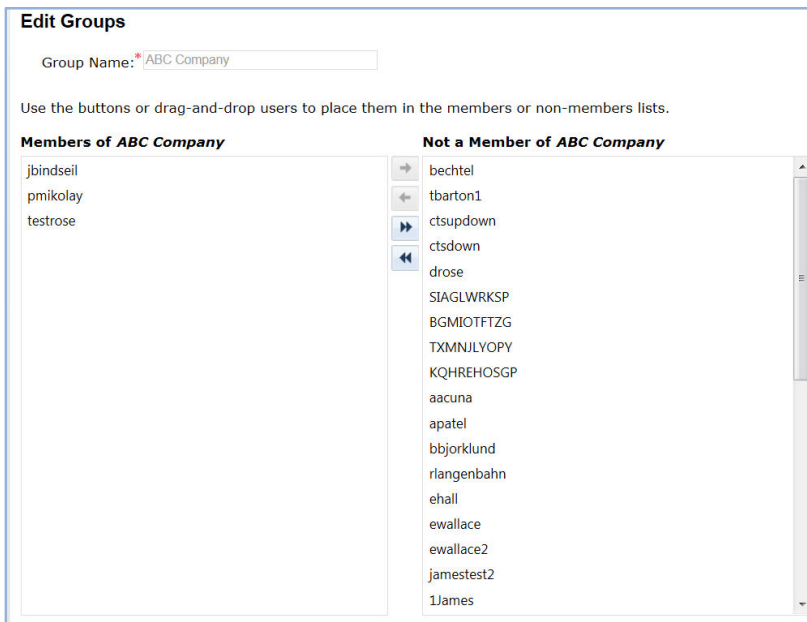 Edit Groups
Group Name:* ABC Company
Use the buttons or drag-and-drop users to place them in the members or non-members lists.
Members of ABC Company
jbindseil
pmikolay
testrose
Not a Member of ABC Company
bechtel
tbarton1
ctsupdown
ctsdown
drose
SIAGLWRKSP
BGMIOTFTZG
TXMNJLYOPY
KQHREHOSGP
aacuna
apatel
bbjorklund
rlangenbahn
ehall
ewallace
ewallace2
jamestest2
1James